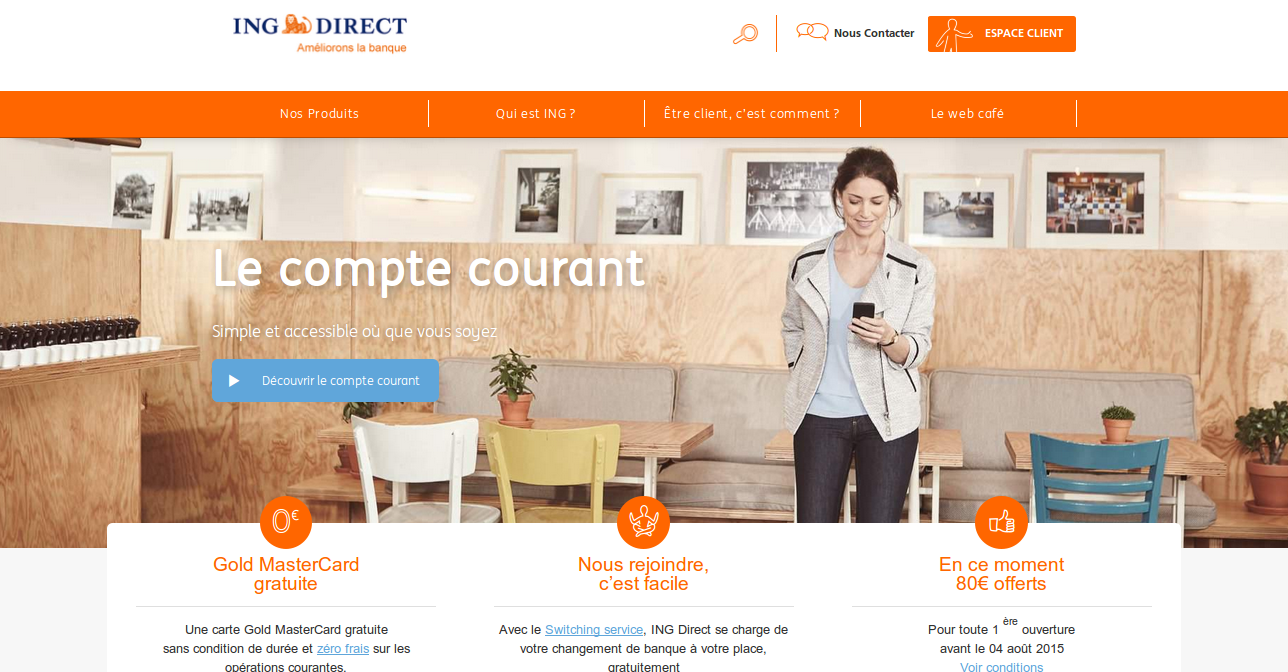 ING DIRECT
Améliorons la banque
Nous Contacter
ESPACE CLIENT
Nos Produits
Qui est ING ?
Être client, c'est comment ?
Le web café
Le compte courant
Simple et accessible où que vous soyez
Découvrir le compte courant
0€
Gold MasterCard
gratuite
Une carte Gold MasterCard gratuite
sans condition de durée et zéro frais sur les
opérations courantes.
Nous rejoindre,
c'est facile
Avec le Switching service, ING Direct se charge de
votre changement de banque à votre place,
gratuitement
En ce moment
80€ offerts
Pour toute 1 ère ouverture
avant le 04 août 2015
Voir conditions